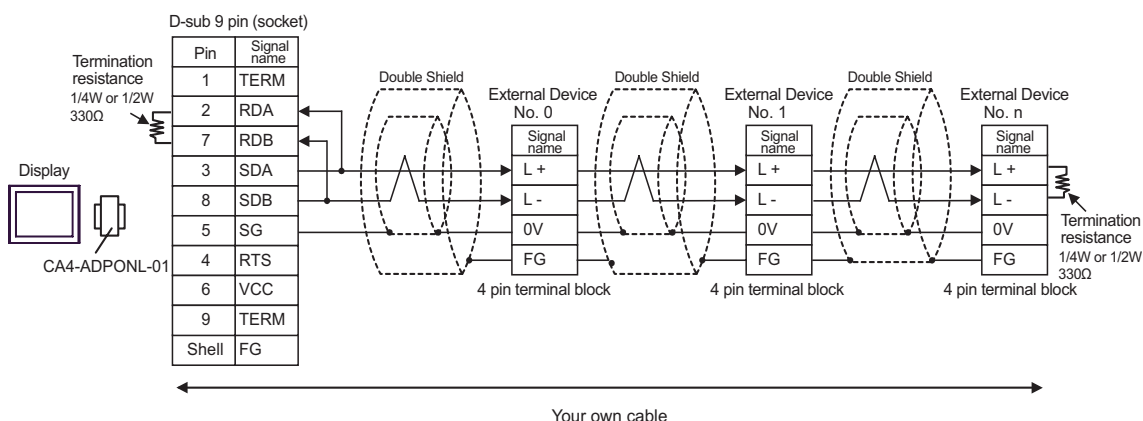 D-sub 9 pin (socket)
Pin
Signal
name
1
TERM
2
RDA
7
RDB
3
SDA
8
SDB
5
SG
4
RTS
6
VCC
9
TERM
Shell
FG
Termination
resistance
1/4W or 1/2W
330Ω
Display
CA4-ADPONL-01
Double Shield
External Device
No. 0
Signal
name
L +
L -
0V
FG
4 pin terminal block
Double Shield
External Device
No. 1
Signal
name
L +
L -
0V
FG
4 pin terminal block
Double Shield
External Device
No. n
Signal
name
L +
L -
0V
FG
4 pin terminal block
Termination
resistance
1/4W or 1/2W
330Ω
Your own cable